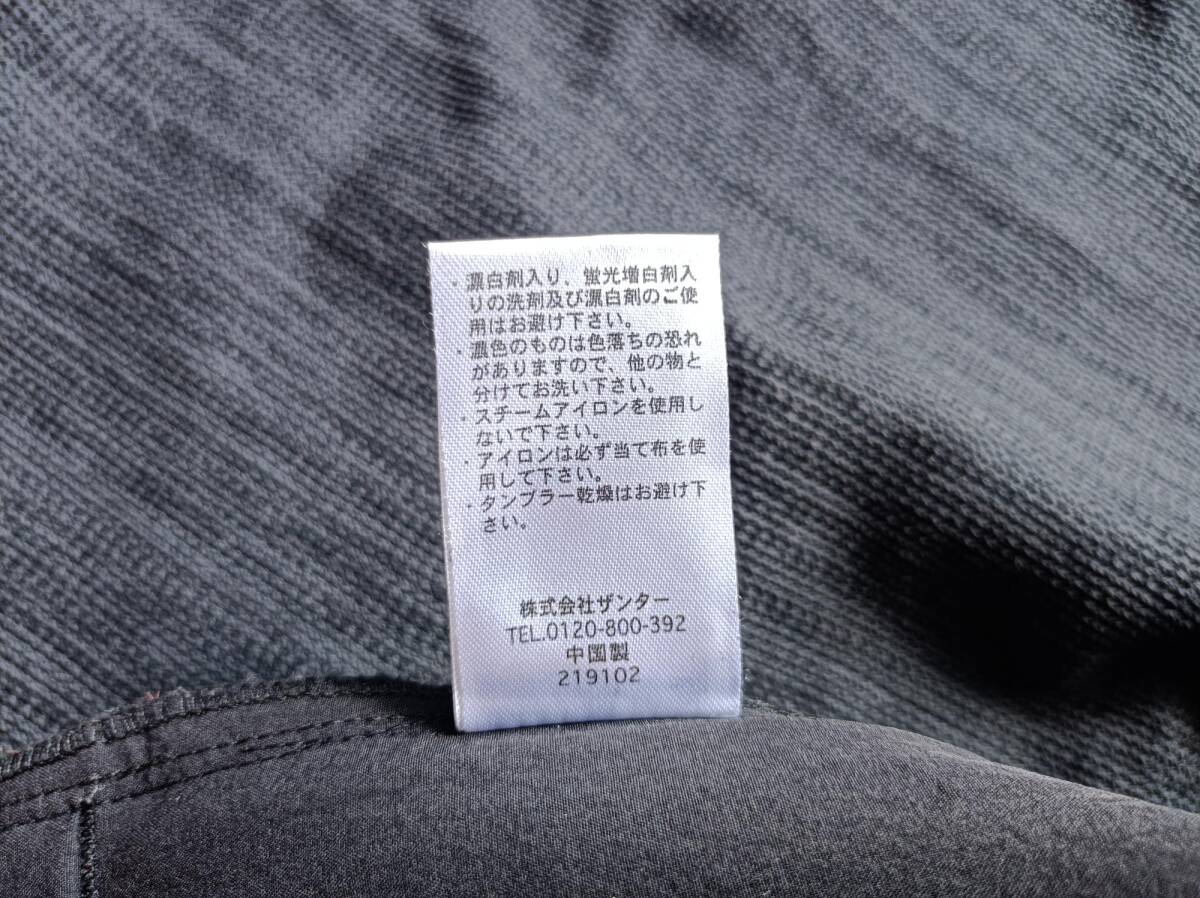 ・漂白剤入り、蛍光増白剤入
りの洗剤及び漂白剤のご使
用はお避け下さい。
・濃色のものは色落ちの恐れ
がありますので、他の物と
分けてお洗い下さい。
・スチームアイロンを使用し
ないで下さい。
・アイロンは必ず当て布を使
用して下さい。
・タンブラー乾燥はお避け下
さい。
株式会社ザンター
TEL.0120-800-392
中国製
219102